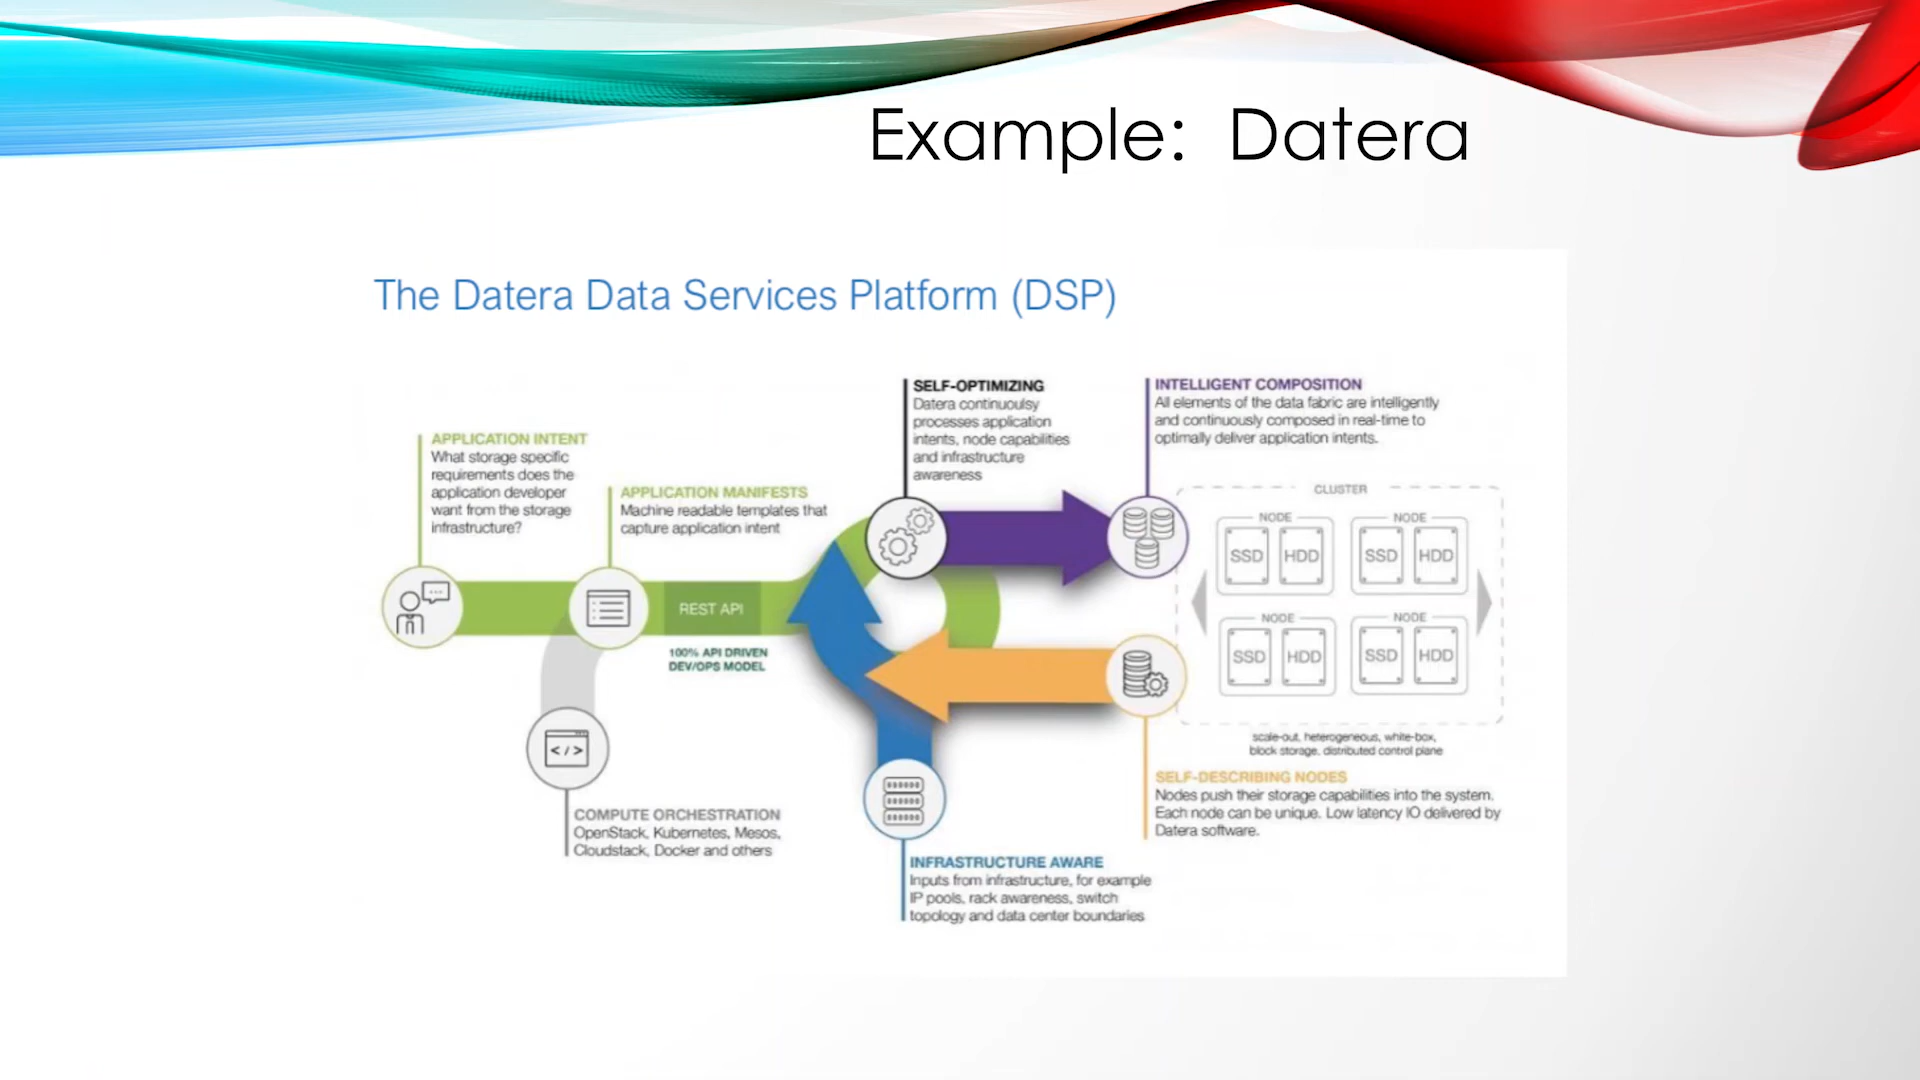 Example: Datera
The Datera Data Services Platform (DSP)
APPLICATION INTENT
What storage specific
requirements does the
application developer
want from the storage
infrastructure?
APPLICATION MANIFESTS
Machine readable templates that
capture application intent
REST API
100% API DRIVEN
DEV/OPS MODEL
</>
COMPUTE ORCHESTRATION
OpenStack, Kubernetes, Mesos,
Cloudstack, Docker and others
SELF-OPTIMIZING
Datera continuoulsy
processes application
intents, node capabilities
and infrastructure
awareness
INTELLIGENT COMPOSITION
All elements of the data fabric are intelligently
and continuously composed in real-time to
optimally deliver application intents.
CLUSTER
NODE
SSD HDD
NODE
SSD HDD
NODE
SSD HDD
NODE
SSD HDD
scale-out, heterogeneous, white-box,
block storage, distributed control plane
SELF-DESCRIBING NODES
Nodes push their storage capabilities into the system.
Each node can be unique. Low latency IO delivered by
Datera software.
INFRASTRUCTURE AWARE
Inputs from infrastructure, for example
IP pools, rack awareness, switch
topology and data center boundaries